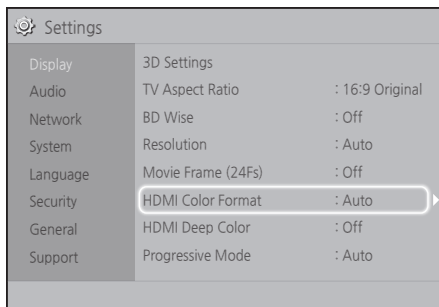 Settings
Display
Audio
Network
System
Language
Security
General
Support
3D Settings
TV Aspect Ratio : 16:9 Original
BD Wise : Off
Resolution : Auto
Movie Frame (24Fs) : Off
HDMI Color Format : Auto
HDMI Deep Color : Off
Progressive Mode : Auto